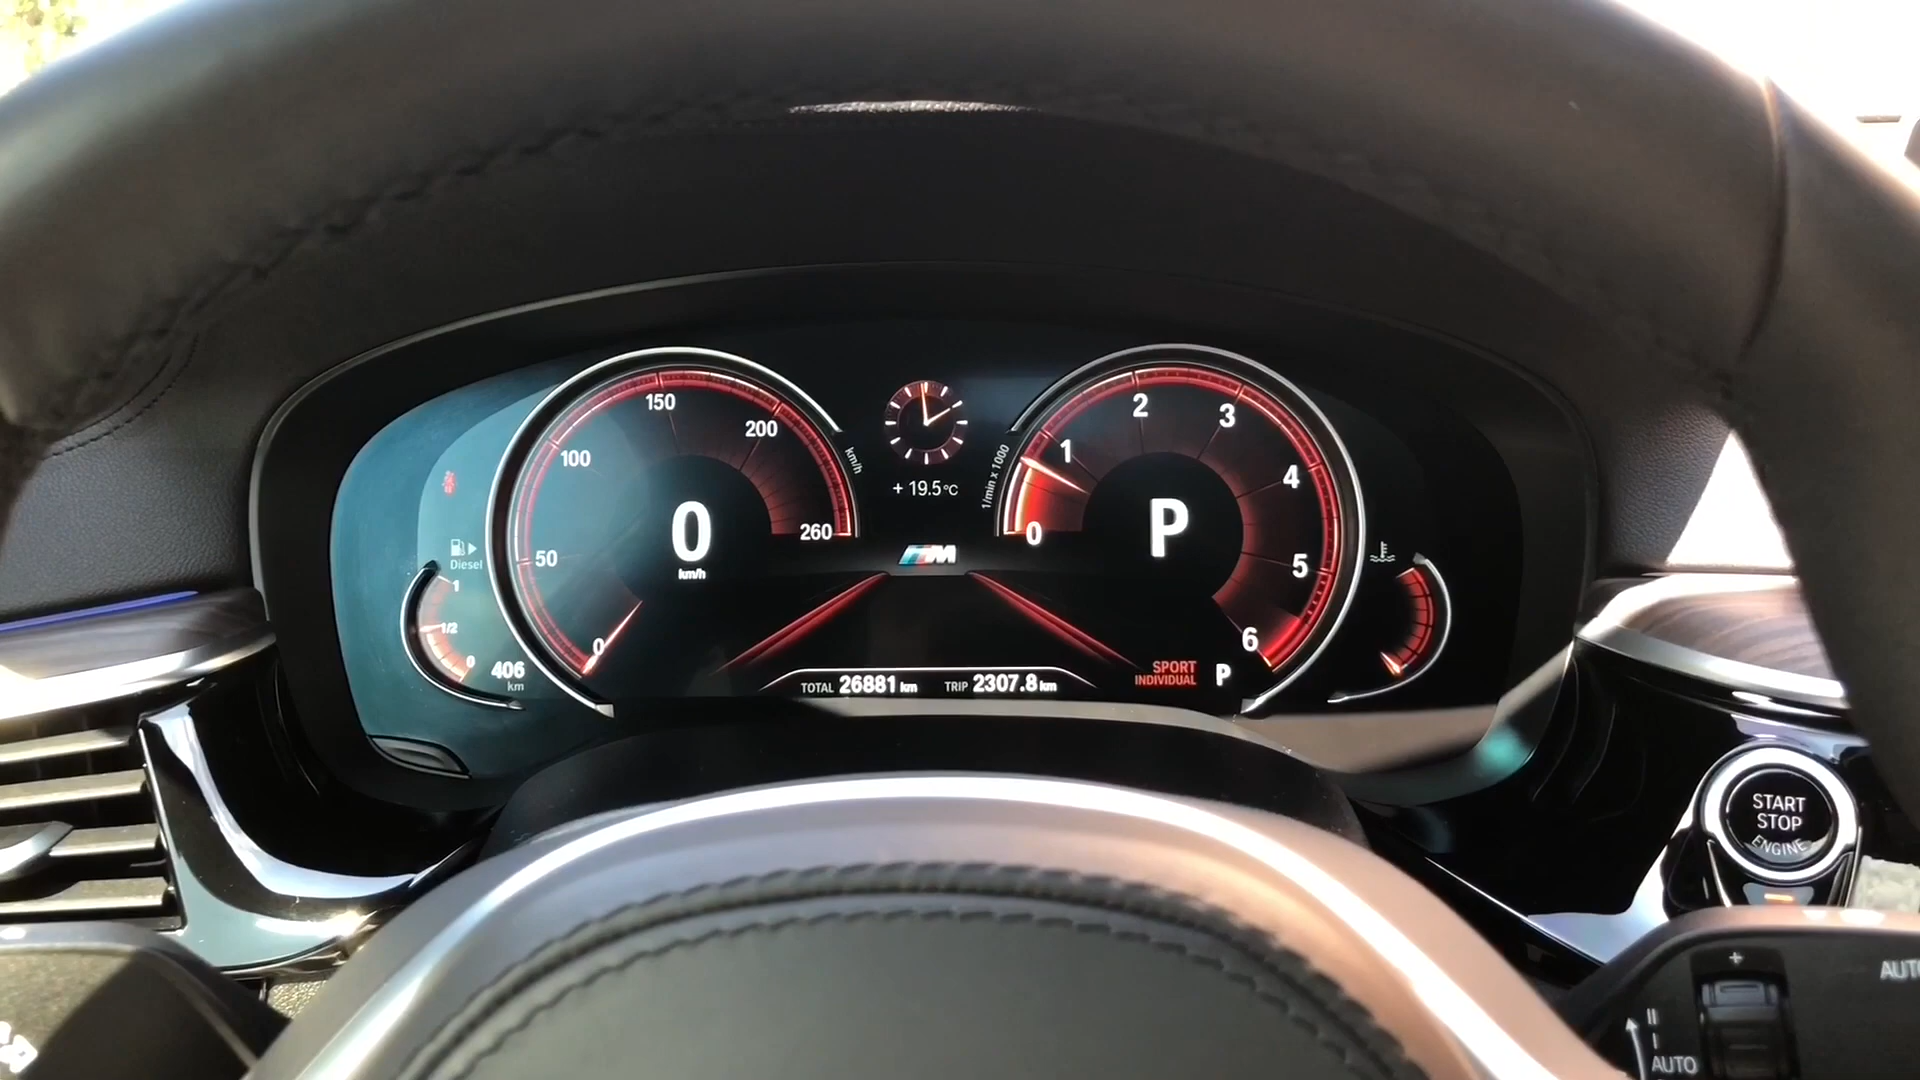 150
200
100
260
50
0
km/h
0
km/h
+ 19.5°C
M
1/min x 1000
0
1
2
3
4
5
6
P
Diesel
1
1/2
0
406
km
TOTAL 26881 km TRIP 2307.8 km
SPORT
INDIVIDUAL
P
START
STOP
ENGINE
+
II
I
AUTO